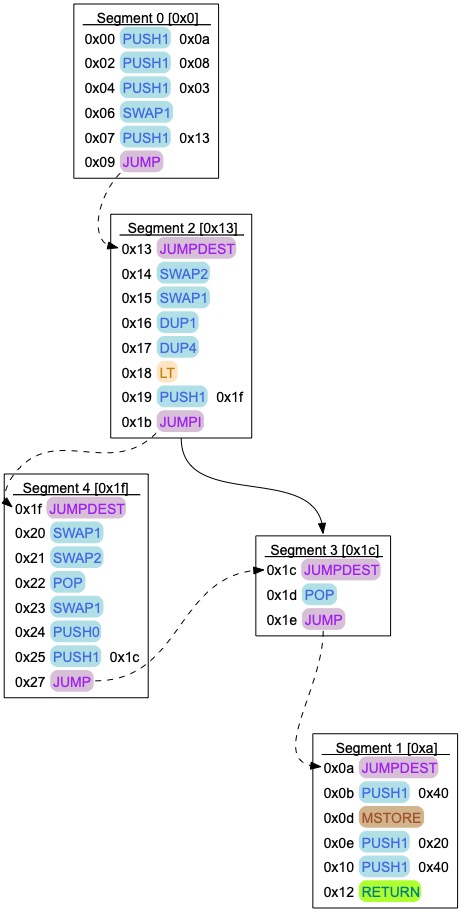 Segment 0 [0x0]
0x00 PUSH1 0x0a
0x02 PUSH1 0x08
0x04 PUSH1 0x03
0x06 SWAP1
0x07 PUSH1 0x13
0x09 JUMP
Segment 2 [0x13]
0x13 JUMPDEST
0x14 SWAP2
0x15 SWAP1
0x16 DUP1
0x17 DUP4
0x18 LT
0x19 PUSH1 0x1f
0x1b JUMPI
Segment 4 [0x1f]
0x1f JUMPDEST
0x20 SWAP1
0x21 SWAP2
0x22 POP
0x23 SWAP1
0x24 PUSH0
0x25 PUSH1 0x1c
0x27 JUMP
Segment 3 [0x1c]
0x1c JUMPDEST
0x1d POP
0x1e JUMP
Segment 1 [0xa]
0x0a JUMPDEST
0x0b PUSH1 0x40
0x0d MSTORE
0x0e PUSH1 0x20
0x10 PUSH1 0x40
0x12 RETURN